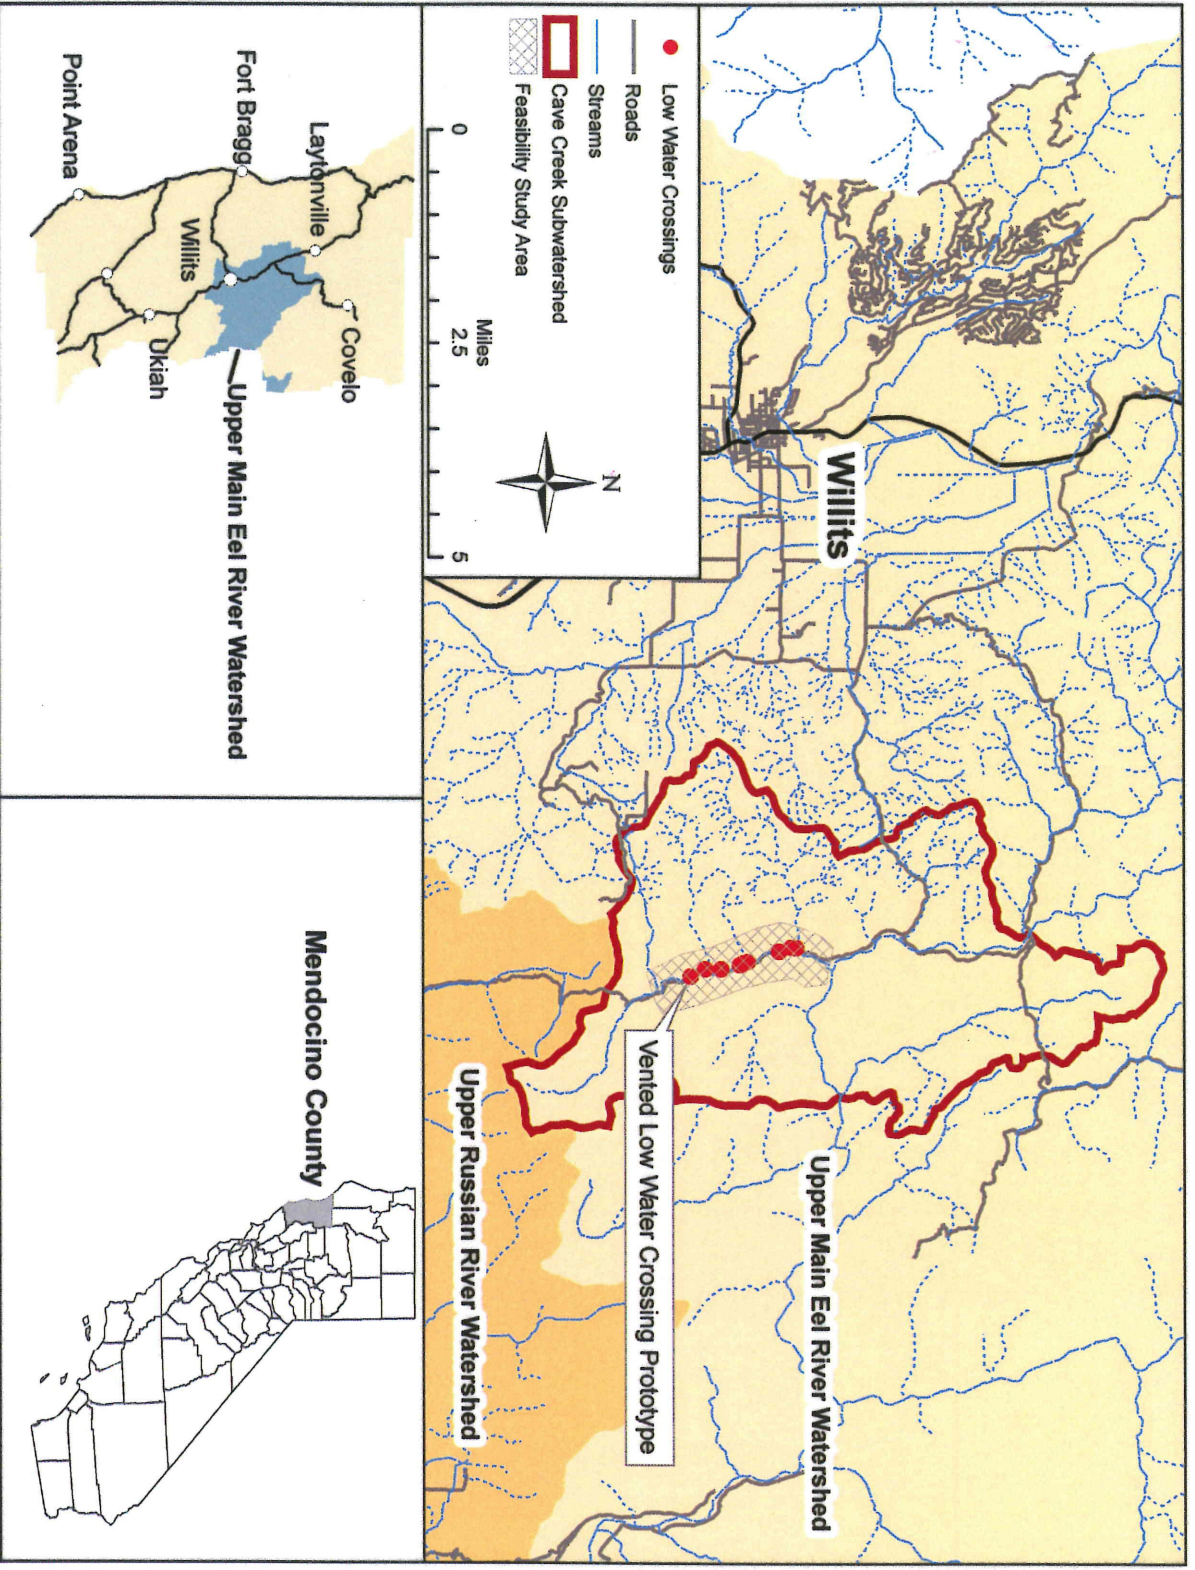 Willits
Upper Main Eel River Watershed
Vented Low Water Crossing Prototype
Upper Russian River Watershed
Low Water Crossings
Roads
Streams
Cave Creek Subwatershed
Feasibility Study Area
N
Miles
0 2.5 5
Laytonville
Covelo
Fort Bragg
Willits
Upper Main Eel River Watershed
Ukiah
Point Arena
Mendocino County